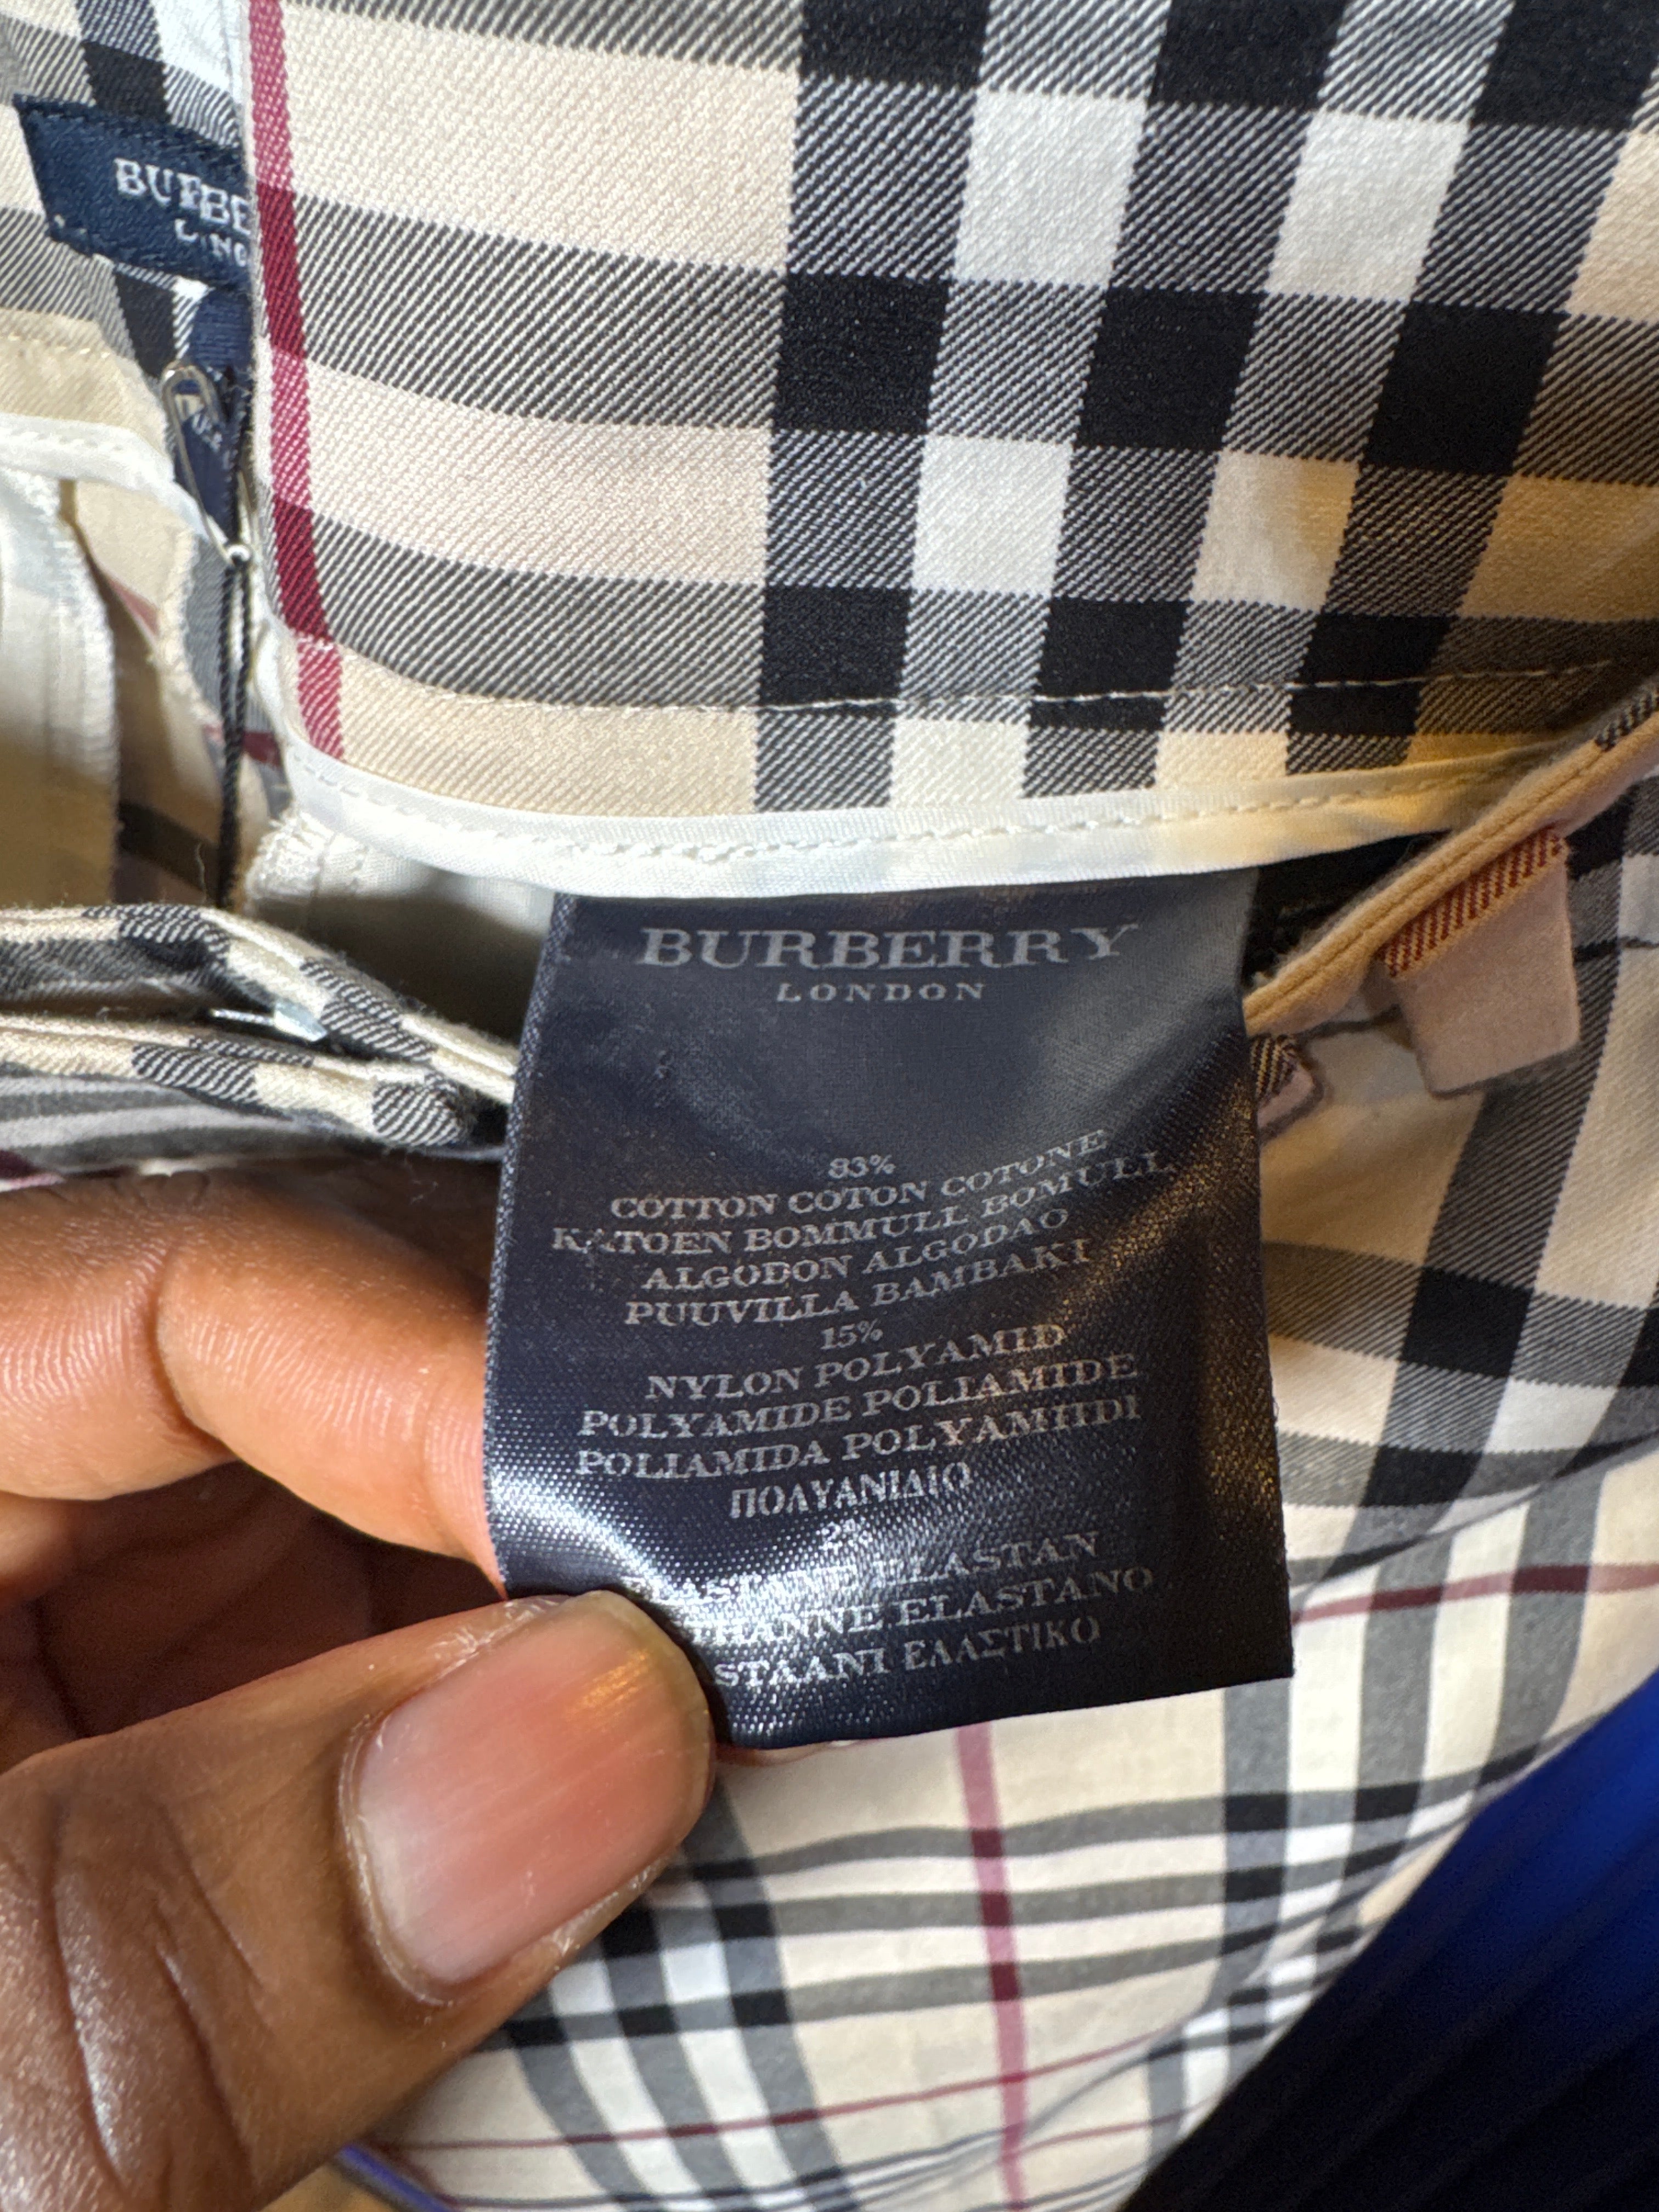 BURBE
BURBERRY
LONDON
83%
COTTON COTON COTONE
KATOEN BOMMULL BOMULL
ALGODON ALGODAO
PUUVILLA BAMBAKI
15%
NYLON POLYAMID
POLYAMIDE POLIAMIDE
POLIAMIDA POLYAMIIDI
ΠΟΛΥΑΝΙΔΙΟ
ELASTAN
ELASTANO
ΕΛΑΣΤΙΚΟ